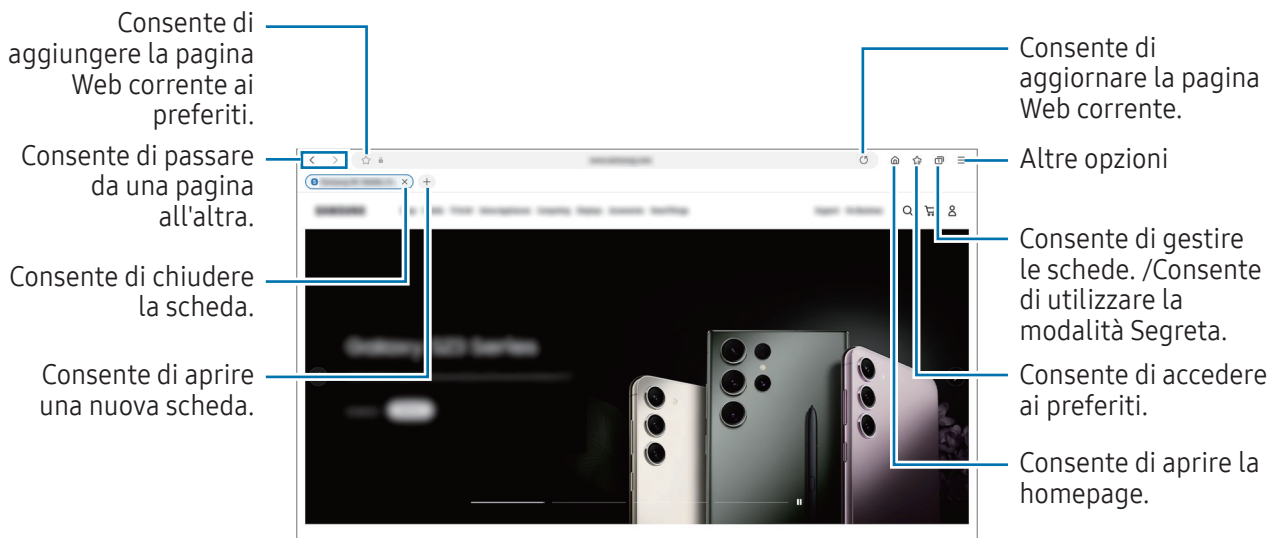 Consente di
aggiungere la pagina
Web corrente ai
preferiti.
Consente di passare
da una pagina
all'altra.
Consente di chiudere
la scheda.
Consente di aprire
una nuova scheda.
Consente di
aggiornare la pagina
Web corrente.
Altre opzioni
Consente di gestire
le schede. /Consente
di utilizzare la
modalità Segreta.
Consente di accedere
ai preferiti.
Consente di aprire la
homepage.